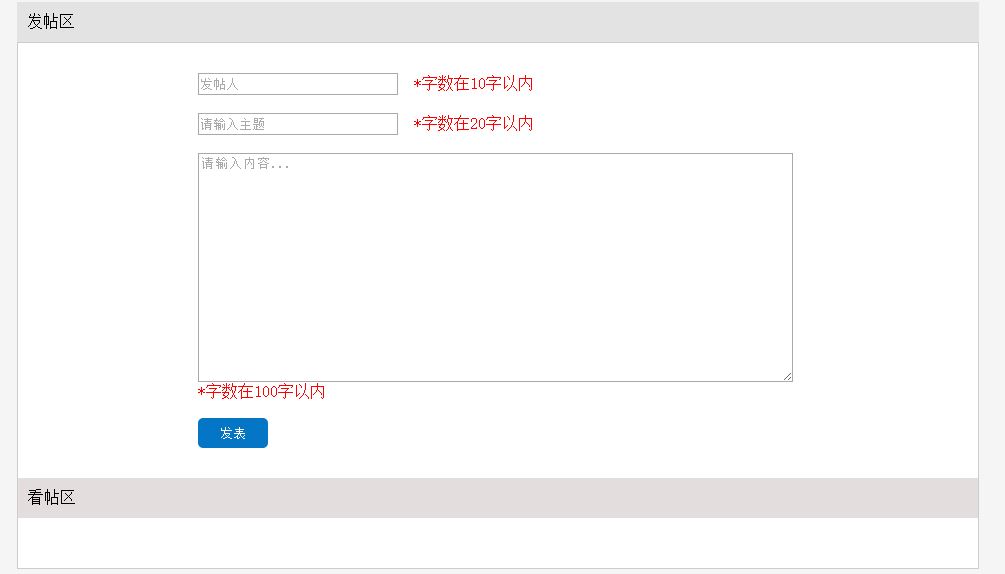 发帖区
发帖人 *字数在10字以内
请输入主题 *字数在20字以内
请输入内容...
*字数在100字以内
发表
看帖区